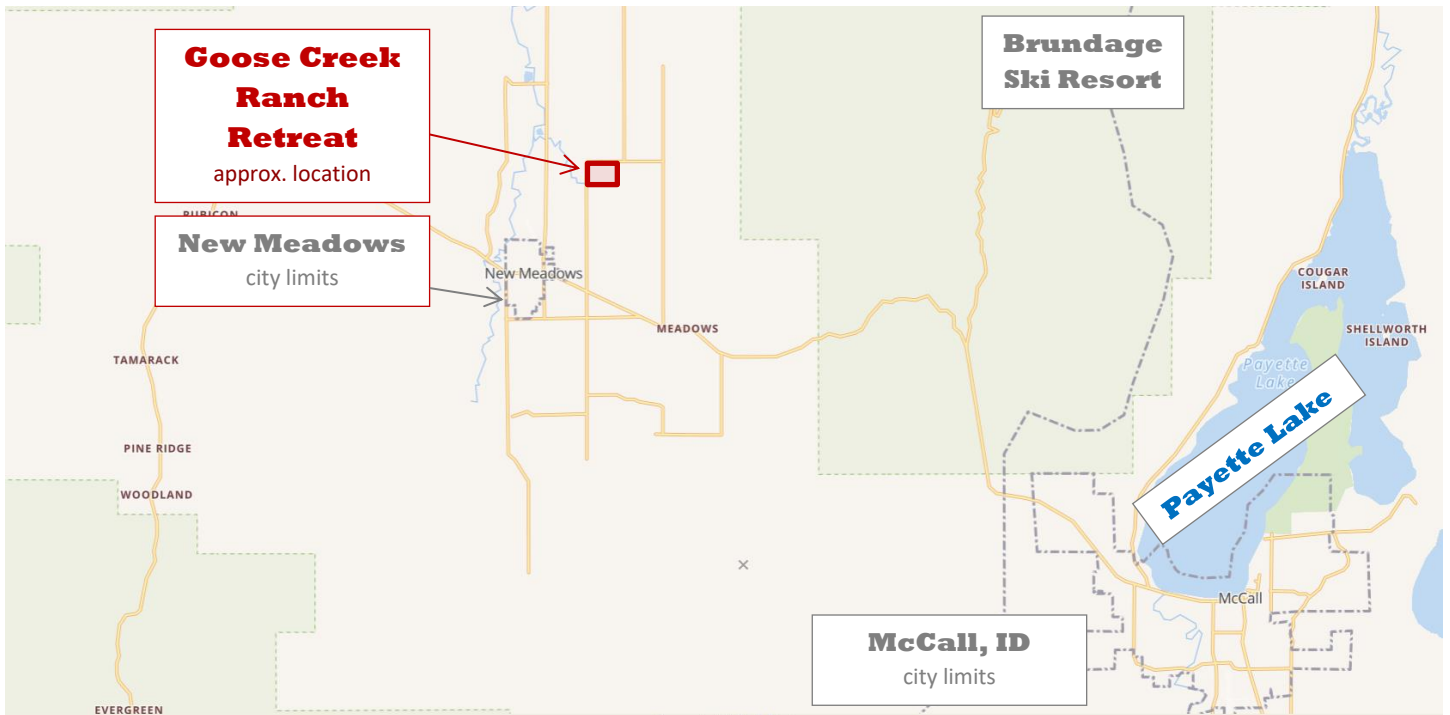 Goose Creek
Ranch
Retreat
approx. location
RUBICON
New Meadows
city limits
New Meadows
MEADOWS
TAMARACK
PINE RIDGE
WOODLAND
EVERGREEN
Brundage
Ski Resort
COUGAR
ISLAND
SHELLWORTH
ISLAND
Payette
Lake
Payette Lake
McCall
McCall, ID
city limits